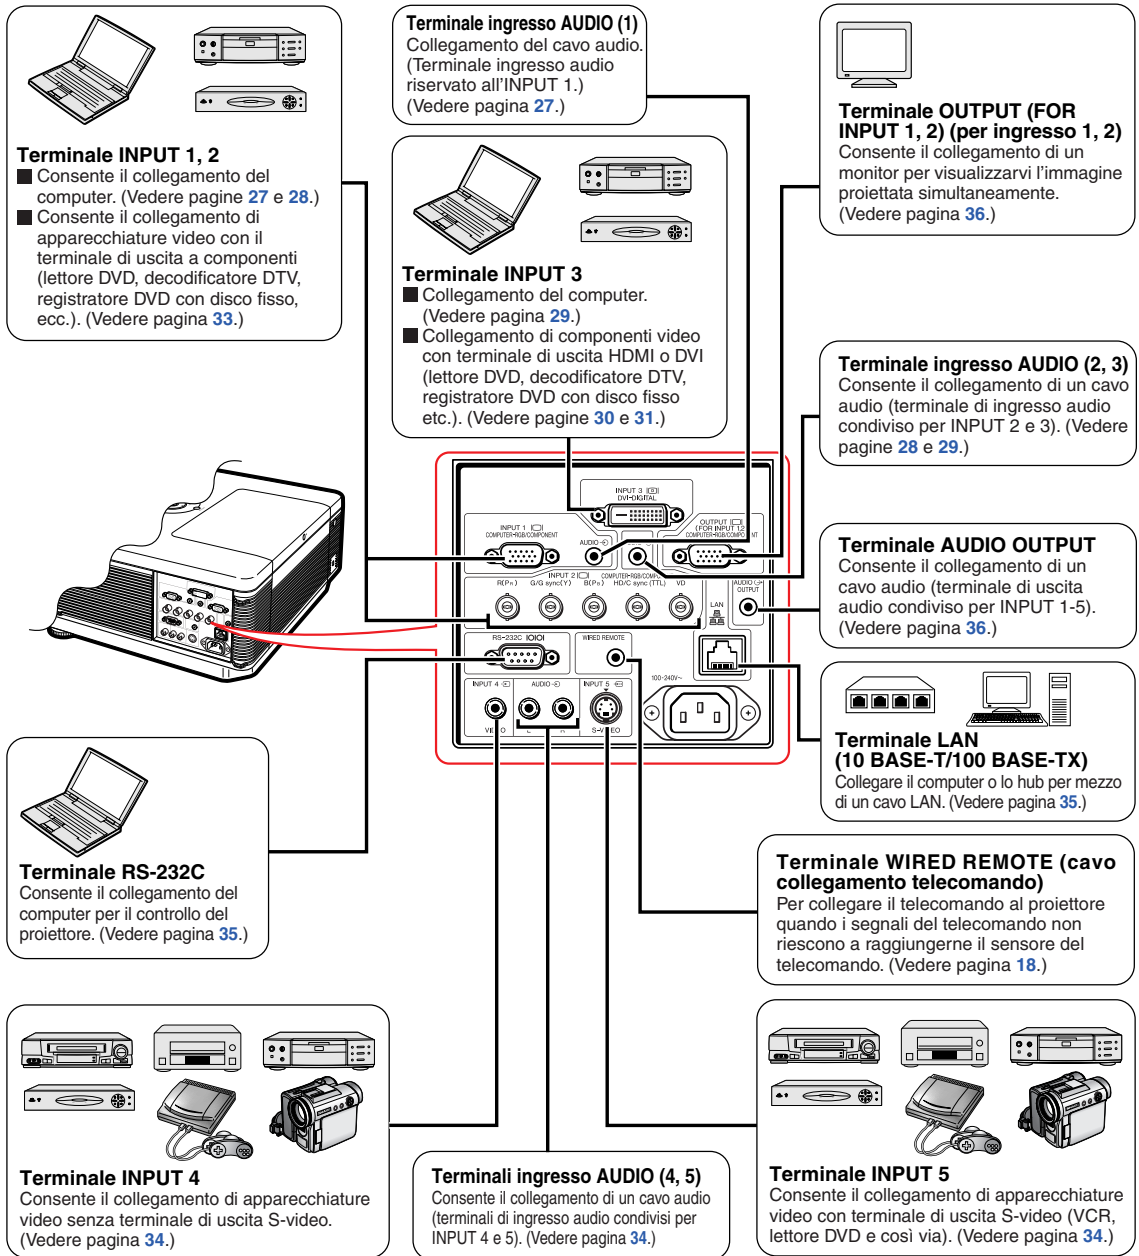 Terminale INPUT 1, 2
■ Consente il collegamento del
computer. (Vedere pagine 27 e 28.)
■ Consente il collegamento di
apparecchiature video con il
terminale di uscita a componenti
(lettore DVD, decodificatore DTV,
registratore DVD con disco fisso,
ecc.). (Vedere pagina 33.)
Terminale ingresso AUDIO (1)
Collegamento del cavo audio.
(Terminale ingresso audio
riservato all'INPUT 1.)
(Vedere pagina 27.)
Terminale OUTPUT (FOR
INPUT 1, 2) (per ingresso 1, 2)
Consente il collegamento di un
monitor per visualizzarvi l'immagine
proiettata simultaneamente.
(Vedere pagina 36.)
Terminale INPUT 3
■ Collegamento del computer.
(Vedere pagina 29.)
■ Collegamento di componenti video
con terminale di uscita HDMI o DVI
(lettore DVD, decodificatore DTV,
registratore DVD con disco fisso
etc.). (Vedere pagine 30 e 31.)
Terminale ingresso AUDIO (2, 3)
Consente il collegamento di un cavo
audio (terminale di ingresso audio
condiviso per INPUT 2 e 3). (Vedere
pagine 28 e 29.)
INPUT 3
DVI-DIGITAL
INPUT 1
COMPUTER-RGB/COMPONENT
AUDIO
OUTPUT
(FOR INPUT 1,2)
COMPUTER-RGB/COMPONENT
INPUT 2
COMPUTER-RGB/COMPO
R(PR) G/G sync(Y) B(PB) HD/C sync(TTL) VD
LAN
AUDIO
OUTPUT
RS-232C IOIOI
WIRED REMOTE
100-240V~
INPUT 4
AUDIO
INPUT 5
VIDEO
L
R
S-VIDEO
Terminale AUDIO OUTPUT
Consente il collegamento di un
cavo audio (terminale di uscita
audio condiviso per INPUT 1-5).
(Vedere pagina 36.)
Terminale LAN
(10 BASE-T/100 BASE-TX)
Collegare il computer o lo hub per mezzo
di un cavo LAN. (Vedere pagina 35.)
Terminale RS-232C
Consente il collegamento del
computer per il controllo del
proiettore. (Vedere pagina 35.)
Terminale WIRED REMOTE (cavo
collegamento telecomando)
Per collegare il telecomando al proiettore
quando i segnali del telecomando non
riescono a raggiungerne il sensore del
telecomando. (Vedere pagina 18.)
Terminale INPUT 4
Consente il collegamento di apparecchiature
video senza terminale di uscita S-video.
(Vedere pagina 34.)
Terminali ingresso AUDIO (4, 5)
Consente il collegamento di un cavo audio
(terminali di ingresso audio condivisi per
INPUT 4 e 5). (Vedere pagina 34.)
Terminale INPUT 5
Consente il collegamento di apparecchiature
video con terminale di uscita S-video (VCR,
lettore DVD e così via). (Vedere pagina 34.)